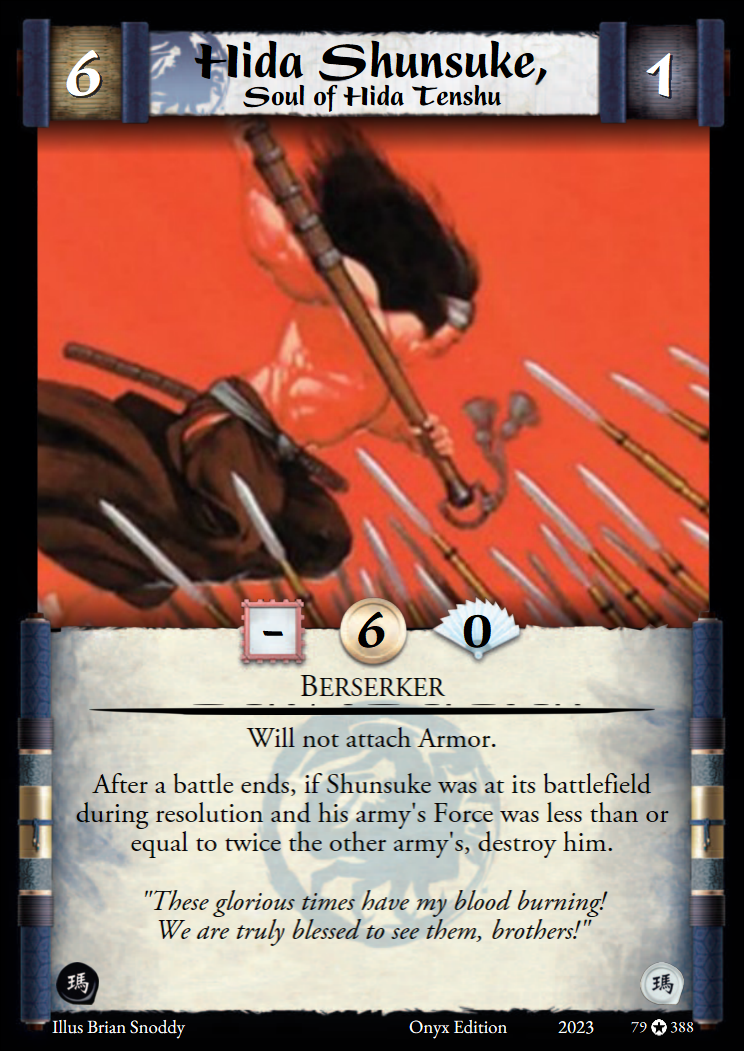 6
Hida Shunsuke,
Soul of Hida Tenshu
1
- 6 0
Berserker
Will not attach Armor.
After a battle ends, if Shunsuke was at its battlefield
during resolution and his army's Force was less than or
equal to twice the other army's, destroy him.
"These glorious times have my blood burning!
We are truly blessed to see them, brothers!"
瑪 瑪
Illus Brian Snoddy Onyx Edition 2023 79 ✪ 388